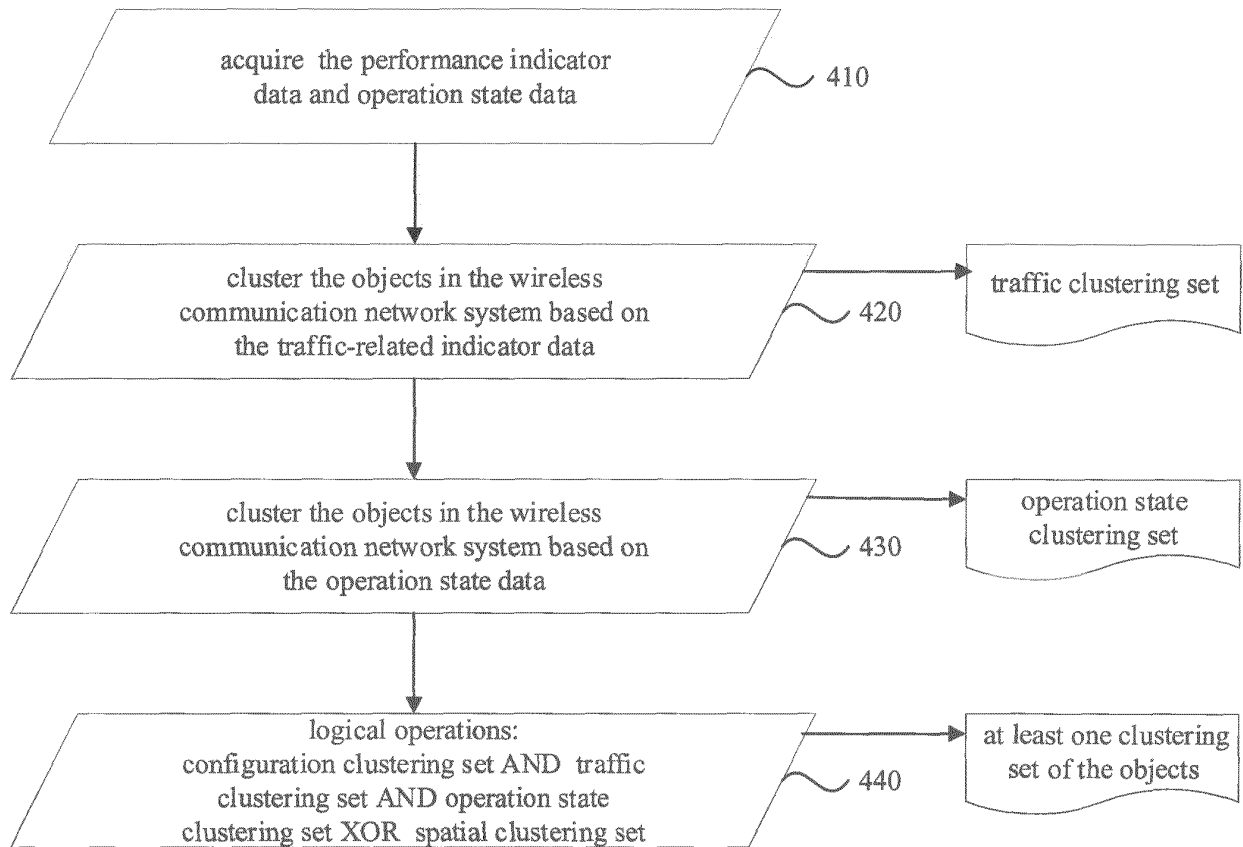 acquire the performance indicator
data and operation state data
410
cluster the objects in the wireless
communication network system based on
the traffic-related indicator data
420
traffic clustering set
cluster the objects in the wireless
communication network system based on
the operation state data
430
operation state
clustering set
logical operations:
configuration clustering set AND traffic
clustering set AND operation state
clustering set XOR spatial clustering set
440
at least one clustering
set of the objects